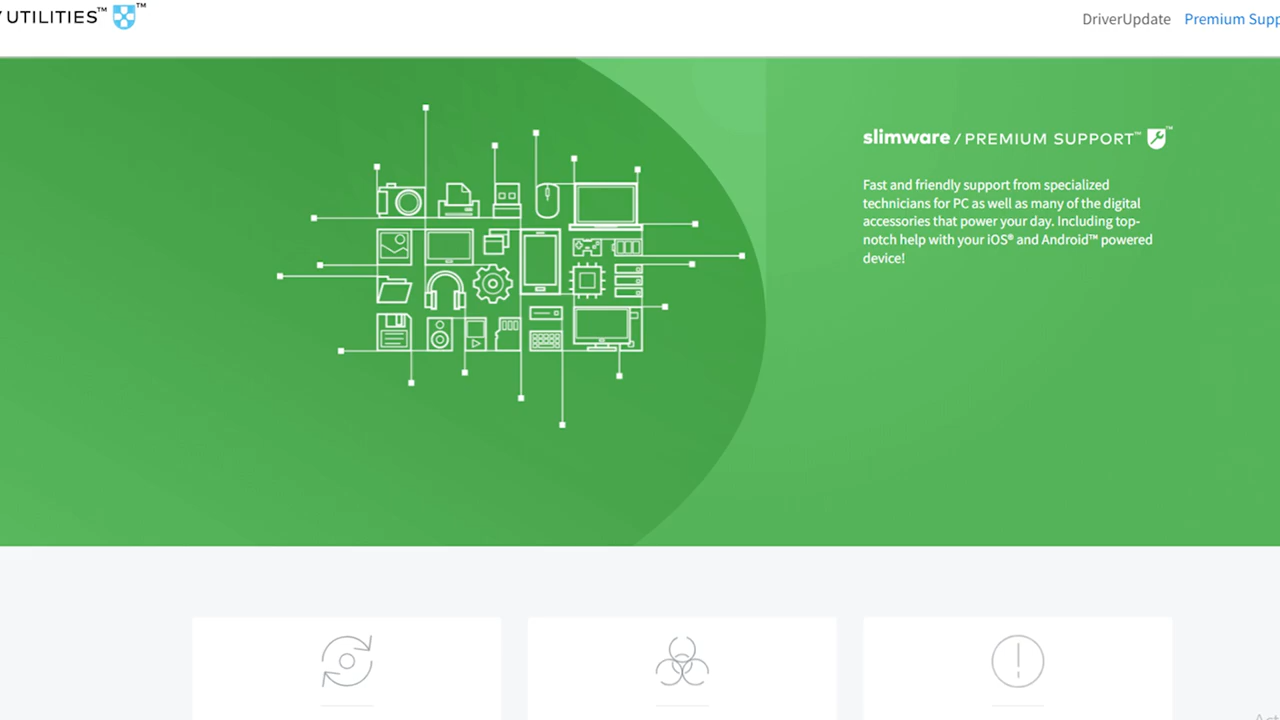 / UTILITIES™ ™
DriverUpdate Premium Supp
slimware / PREMIUM SUPPORT™ ™
Fast and friendly support from specialized
technicians for PC as well as many of the digital
accessories that power your day. Including top-
notch help with your iOS® and Android™ powered
device!